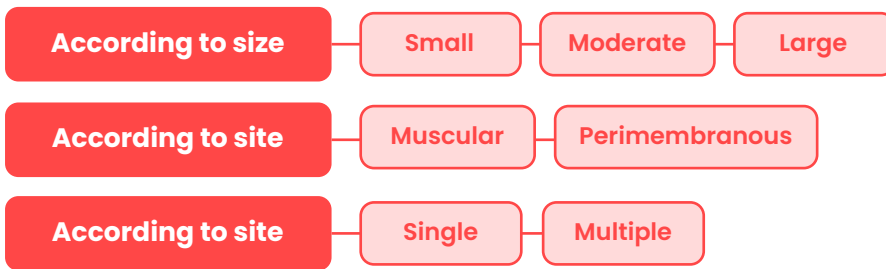 According to size Small Moderate Large
According to site Muscular Perimembranous
According to site Single Multiple